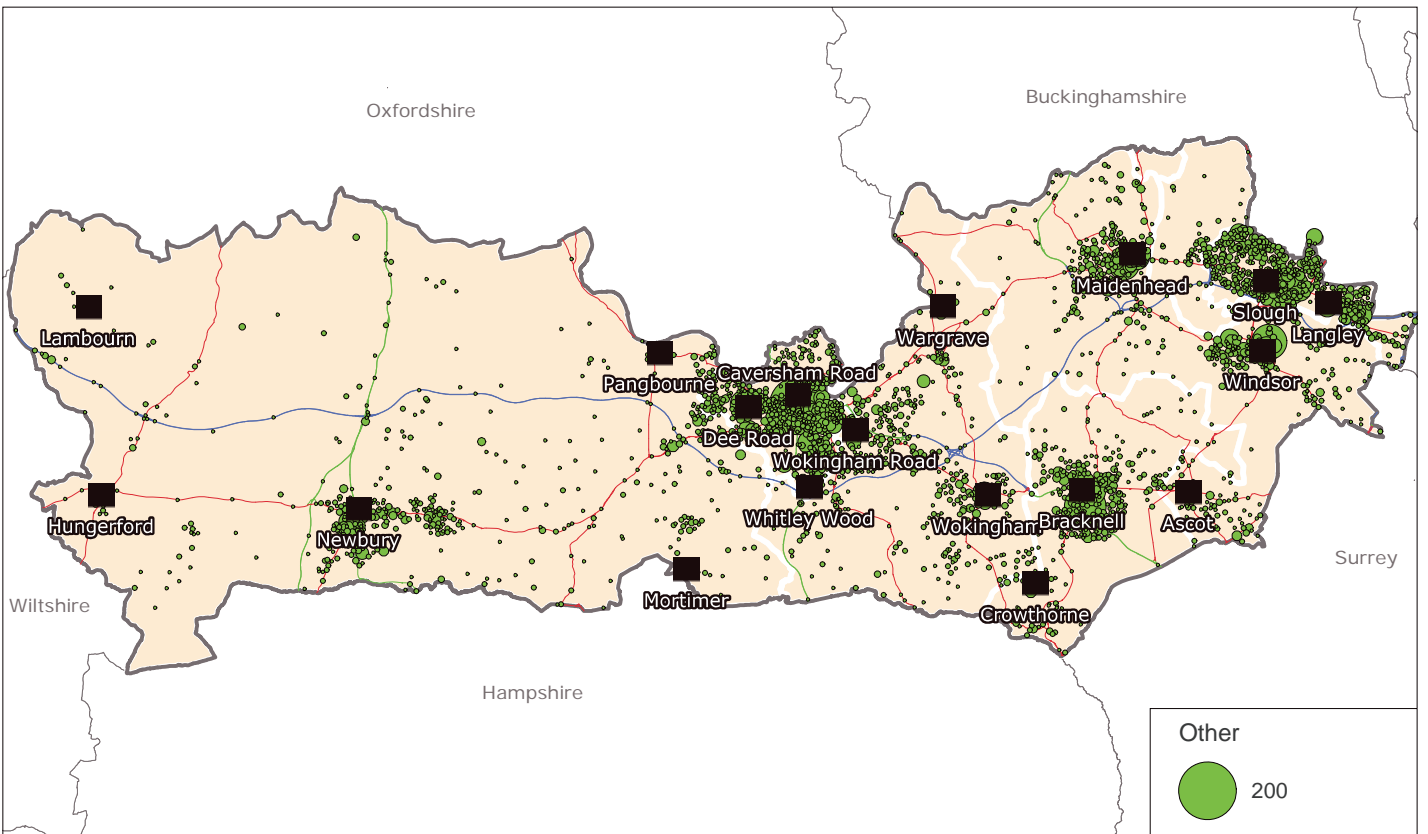 Buckinghamshire
Oxfordshire
Maidenhead
Slough
Langley
Lambourn
Wargrave
Caversham Road
Pangbourne
Windsor
Dee Road
Wokingham Road
Hungerford
Newbury
Whitley Wood
Wokingham
Bracknell
Ascot
Surrey
Wiltshire
Mortimer
Crowthorne
Hampshire
Other
200